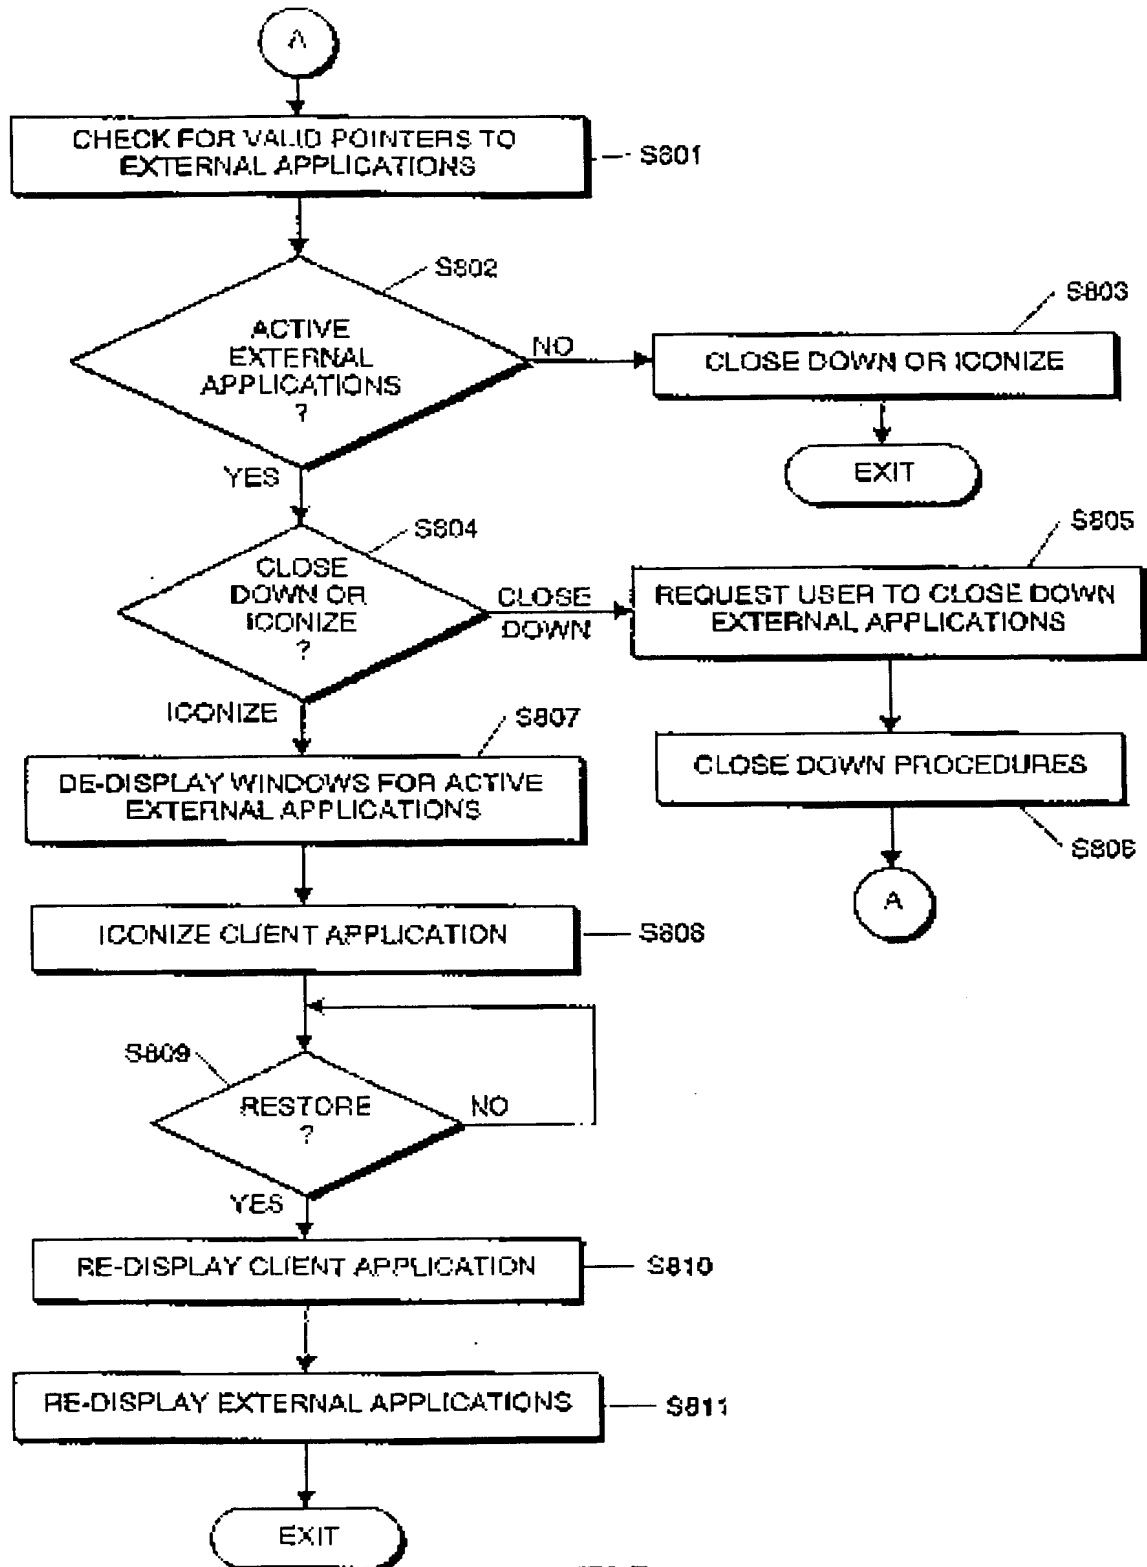 A
CHECK FOR VALID POINTERS TO
EXTERNAL APPLICATIONS
S801
S802
ACTIVE
EXTERNAL
APPLICATIONS
?
NO
S803
CLOSE DOWN OR ICONIZE
EXIT
YES
S804
CLOSE
DOWN OR
ICONIZE
?
CLOSE
DOWN
S805
REQUEST USER TO CLOSE DOWN
EXTERNAL APPLICATIONS
CLOSE DOWN PROCEDURES
S806
A
ICONIZE
S807
DE-DISPLAY WINDOWS FOR ACTIVE
EXTERNAL APPLICATIONS
ICONIZE CLIENT APPLICATION
S808
S809
RESTORE
?
NO
YES
RE-DISPLAY CLIENT APPLICATION
S810
RE-DISPLAY EXTERNAL APPLICATIONS
S811
EXIT